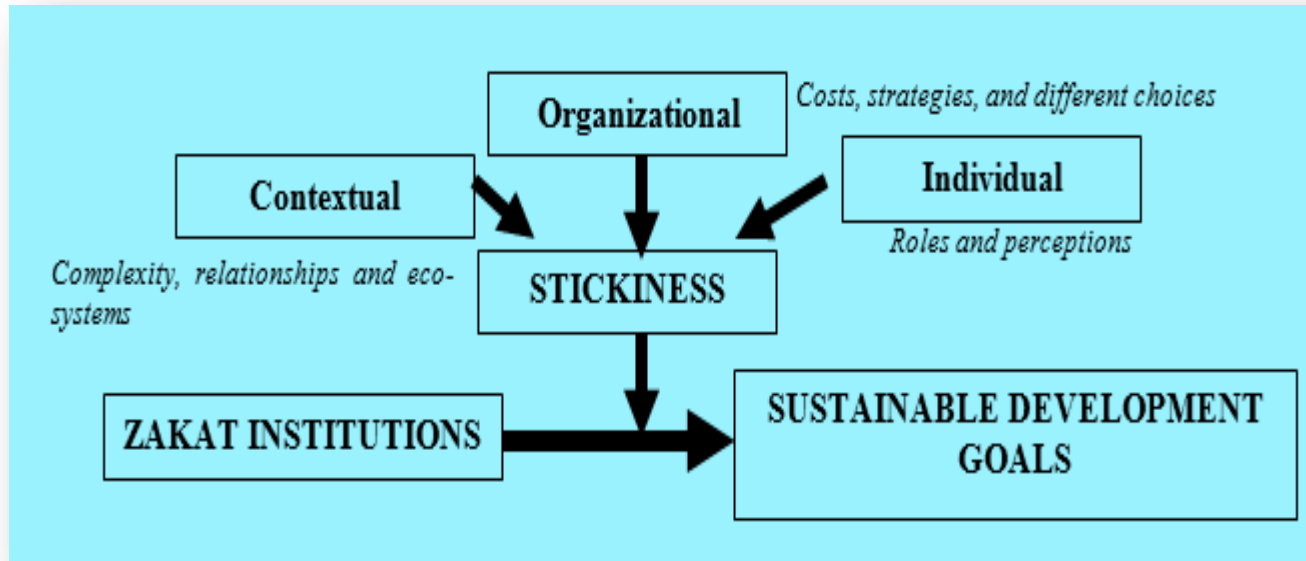 Organizational
Costs, strategies, and different choices
Contextual
Individual
Complexity, relationships and eco-
systems
Roles and perceptions
STICKINESS
ZAKAT INSTITUTIONS
SUSTAINABLE DEVELOPMENT
GOALS